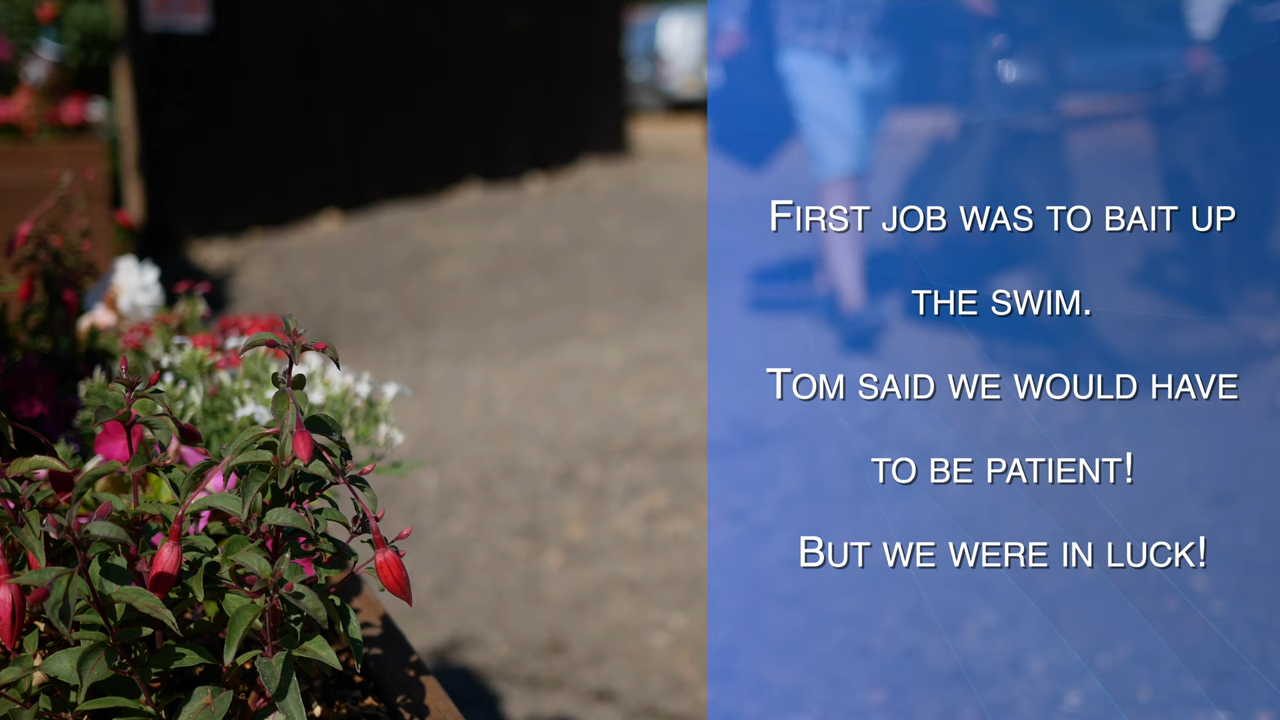 First job was to bait up
the swim.
Tom said we would have
to be patient!
But we were in luck!